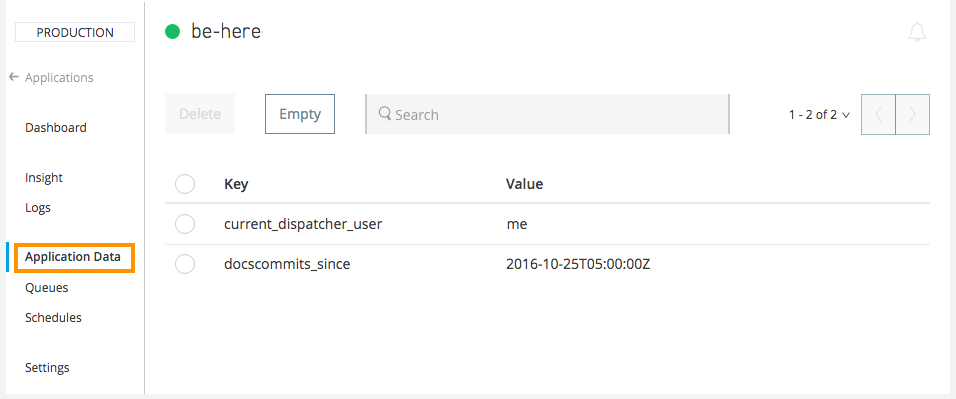 PRODUCTION
be-here
Applications
Delete
Empty
Search
1 - 2 of 2
Dashboard
Insight
Logs
Application Data
Queues
Schedules
Settings
Key Value
current_dispatcher_user me
docscommits_since 2016-10-25T05:00:00Z